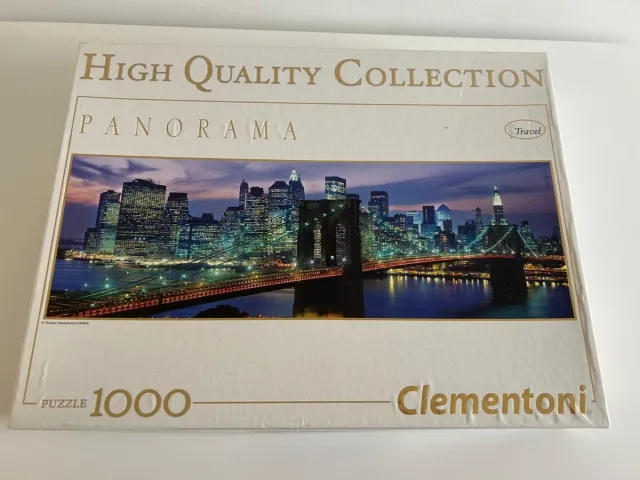 HIGH QUALITY COLLECTION
PANORAMA
Travel
PUZZLE 1000
Clementoni